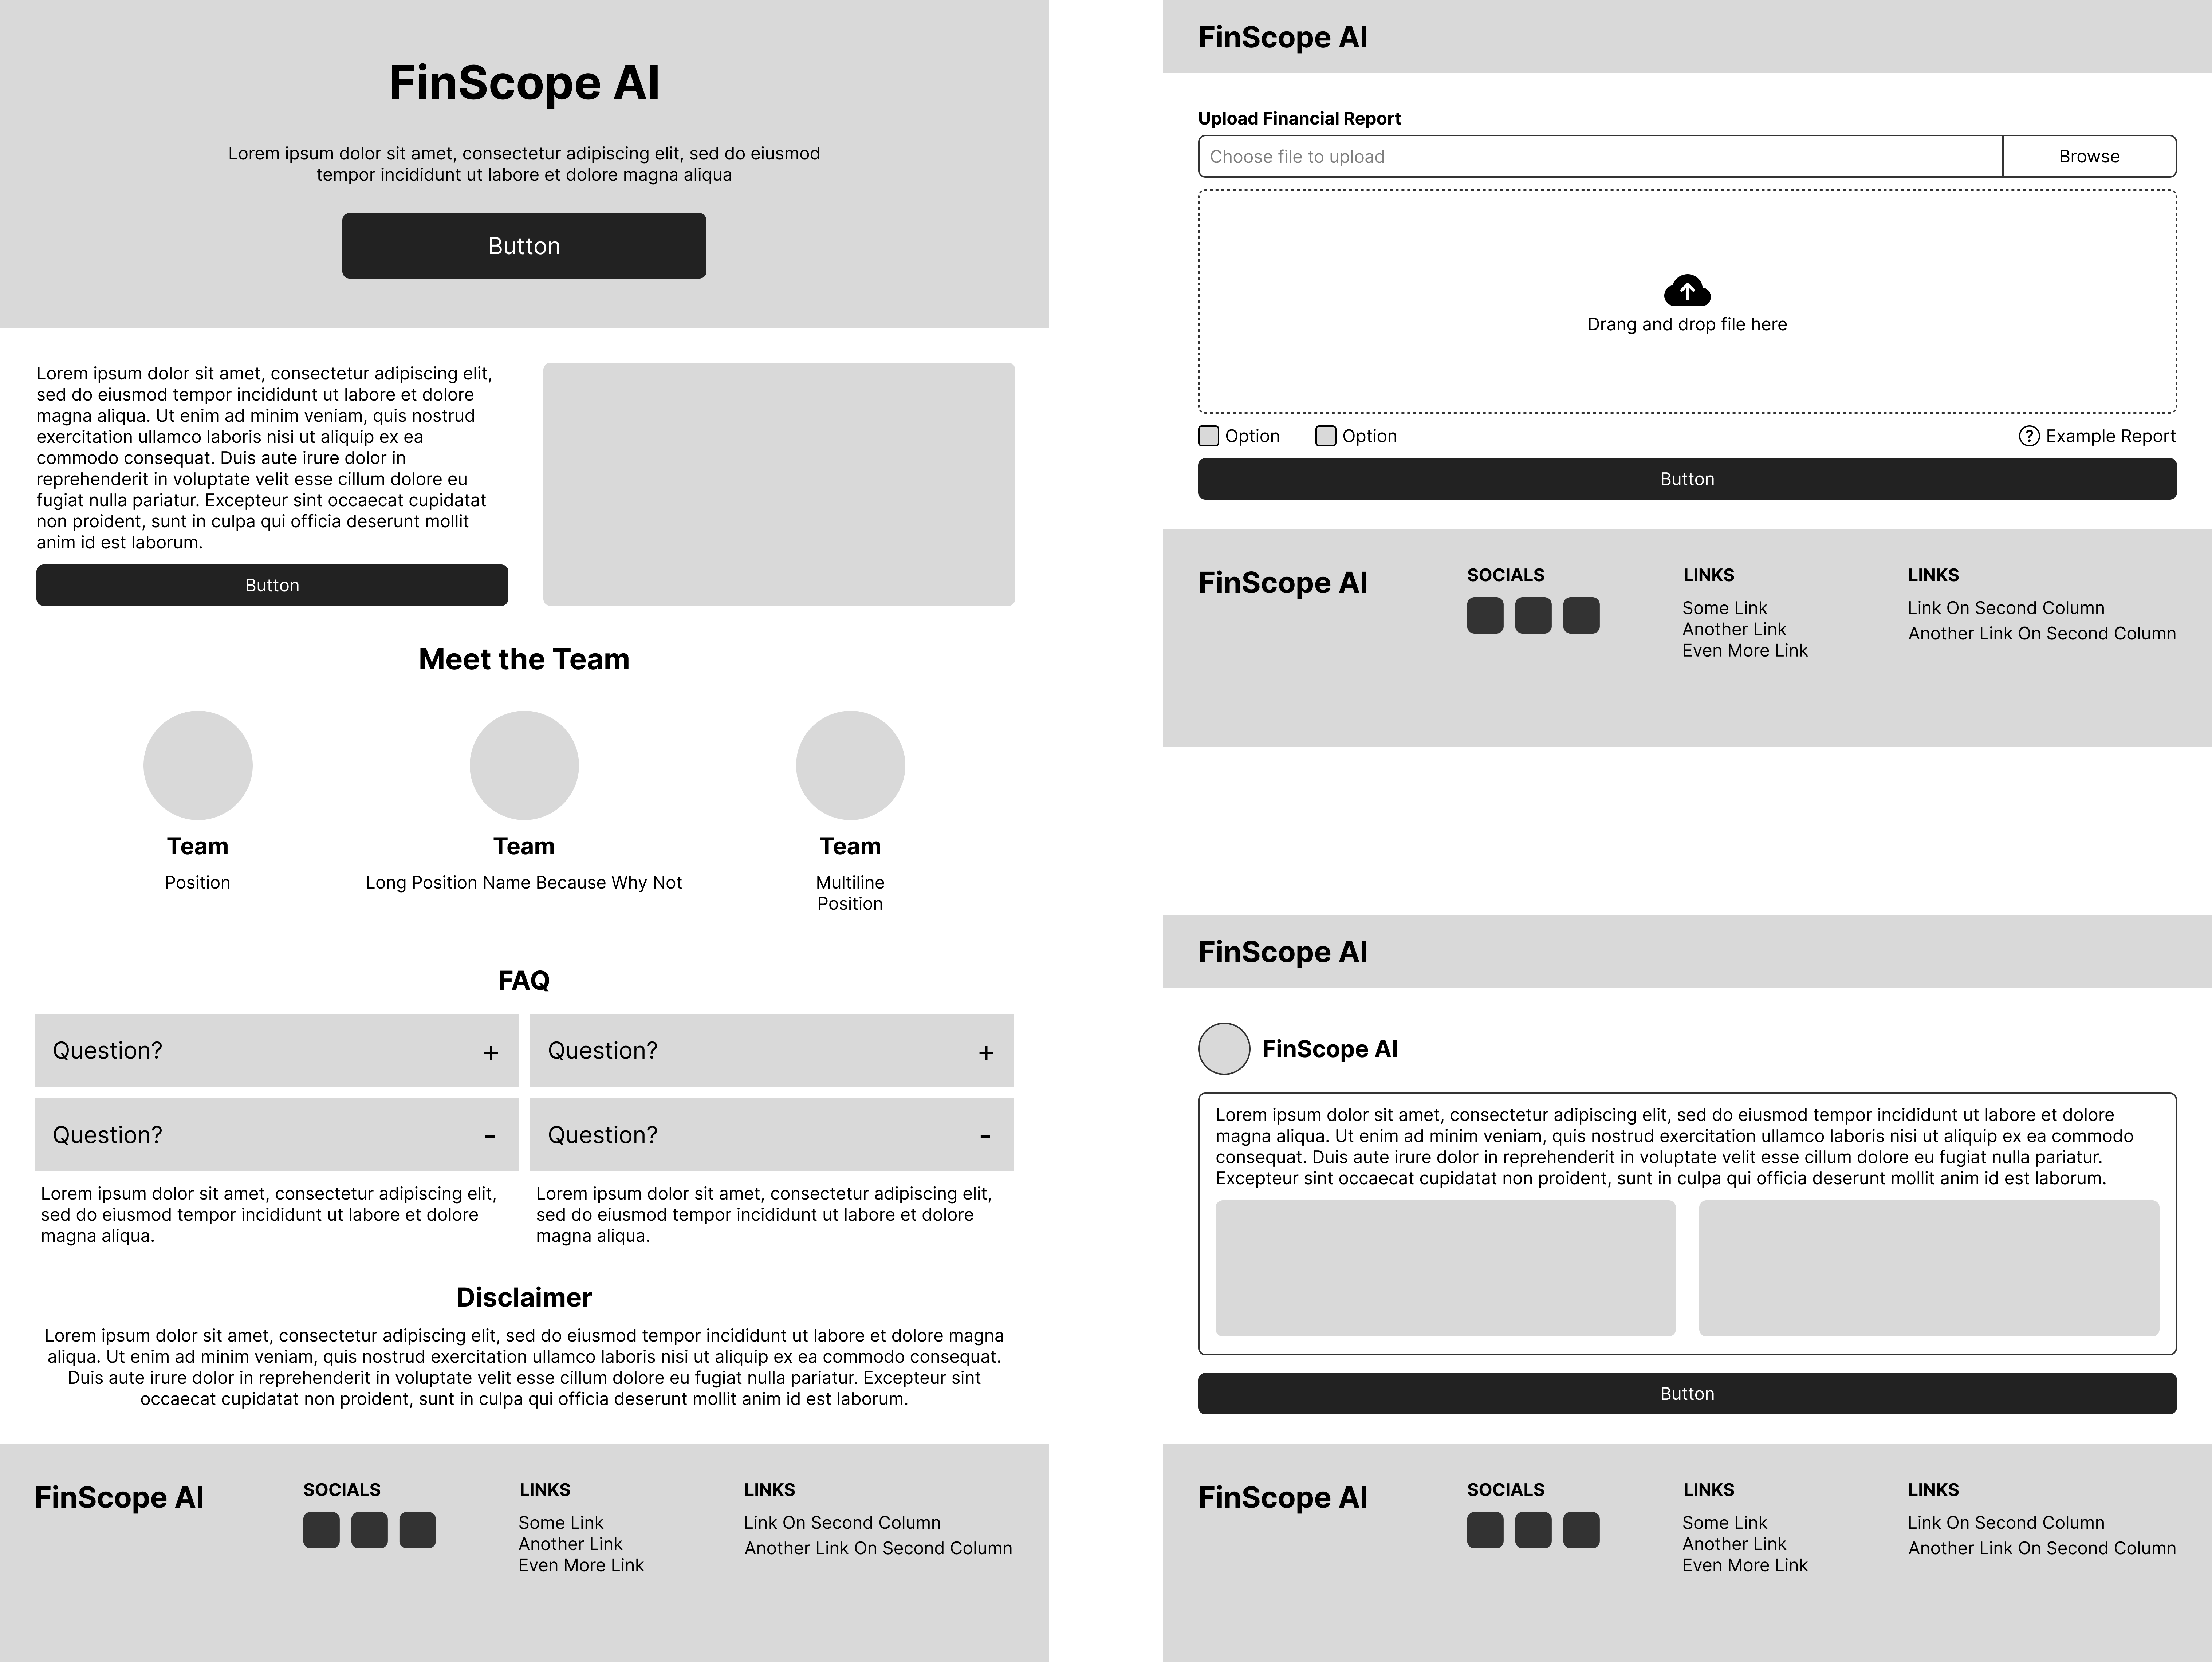 FinScope AI
Lorem ipsum dolor sit amet, consectetur adipiscing elit, sed do eiusmod
tempor incididunt ut labore et dolore magna aliqua
Button
Lorem ipsum dolor sit amet, consectetur adipiscing elit,
sed do eiusmod tempor incididunt ut labore et dolore
magna aliqua. Ut enim ad minim veniam, quis nostrud
exercitation ullamco laboris nisi ut aliquip ex ea
commodo consequat. Duis aute irure dolor in
reprehenderit in voluptate velit esse cillum dolore eu
fugiat nulla pariatur. Excepteur sint occaecat cupidatat
non proident, sunt in culpa qui officia deserunt mollit
anim id est laborum.
Button
Meet the Team
Team
Position
Team
Long Position Name Because Why Not
Team
Multiline
Position
FAQ
Question? +
Question? +
Question? -
Question? -
Lorem ipsum dolor sit amet, consectetur adipiscing elit,
sed do eiusmod tempor incididunt ut labore et dolore
magna aliqua.
Lorem ipsum dolor sit amet, consectetur adipiscing elit,
sed do eiusmod tempor incididunt ut labore et dolore
magna aliqua.
Disclaimer
Lorem ipsum dolor sit amet, consectetur adipiscing elit, sed do eiusmod tempor incididunt ut labore et dolore magna
aliqua. Ut enim ad minim veniam, quis nostrud exercitation ullamco laboris nisi ut aliquip ex ea commodo consequat.
Duis aute irure dolor in reprehenderit in voluptate velit esse cillum dolore eu fugiat nulla pariatur. Excepteur sint
occaecat cupidatat non proident, sunt in culpa qui officia deserunt mollit anim id est laborum.
FinScope AI
SOCIALS
LINKS
Some Link
Another Link
Even More Link
LINKS
Link On Second Column
Another Link On Second Column
FinScope AI
Upload Financial Report
Choose file to upload
Browse
Drang and drop file here
Option
Option
? Example Report
Button
FinScope AI
SOCIALS
LINKS
Some Link
Another Link
Even More Link
LINKS
Link On Second Column
Another Link On Second Column
FinScope AI
FinScope AI
Lorem ipsum dolor sit amet, consectetur adipiscing elit, sed do eiusmod tempor incididunt ut labore et dolore
magna aliqua. Ut enim ad minim veniam, quis nostrud exercitation ullamco laboris nisi ut aliquip ex ea commodo
consequat. Duis aute irure dolor in reprehenderit in voluptate velit esse cillum dolore eu fugiat nulla pariatur.
Excepteur sint occaecat cupidatat non proident, sunt in culpa qui officia deserunt mollit anim id est laborum.
Button
FinScope AI
SOCIALS
LINKS
Some Link
Another Link
Even More Link
LINKS
Link On Second Column
Another Link On Second Column